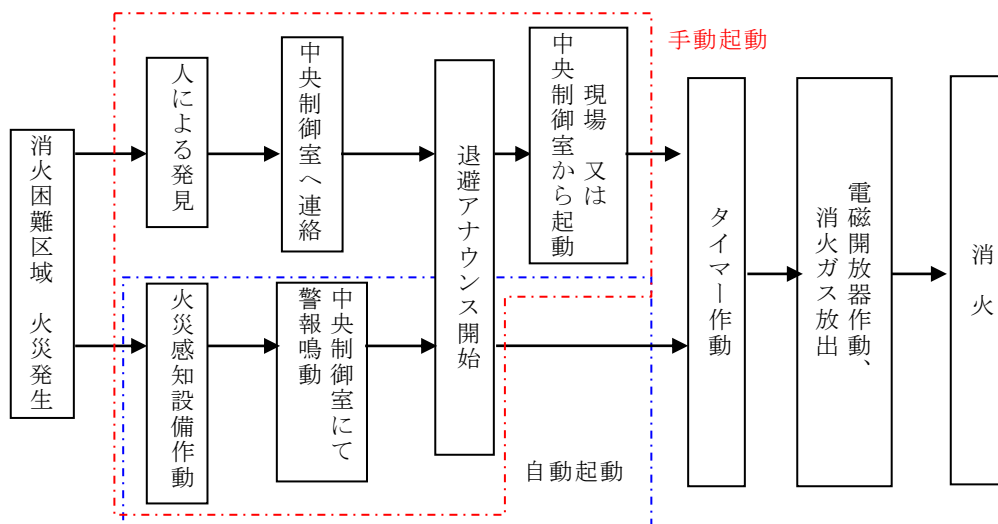 消火困難区域 火災発生
人による発見
中央制御室へ連絡
火災感知設備作動
中央制御室にて
警報鳴動
退避アナウンス開始
現場 又は
中央制御室から起動
手動起動
自動起動
タイマー作動
電磁開放器作動、
消火ガス放出
消 火